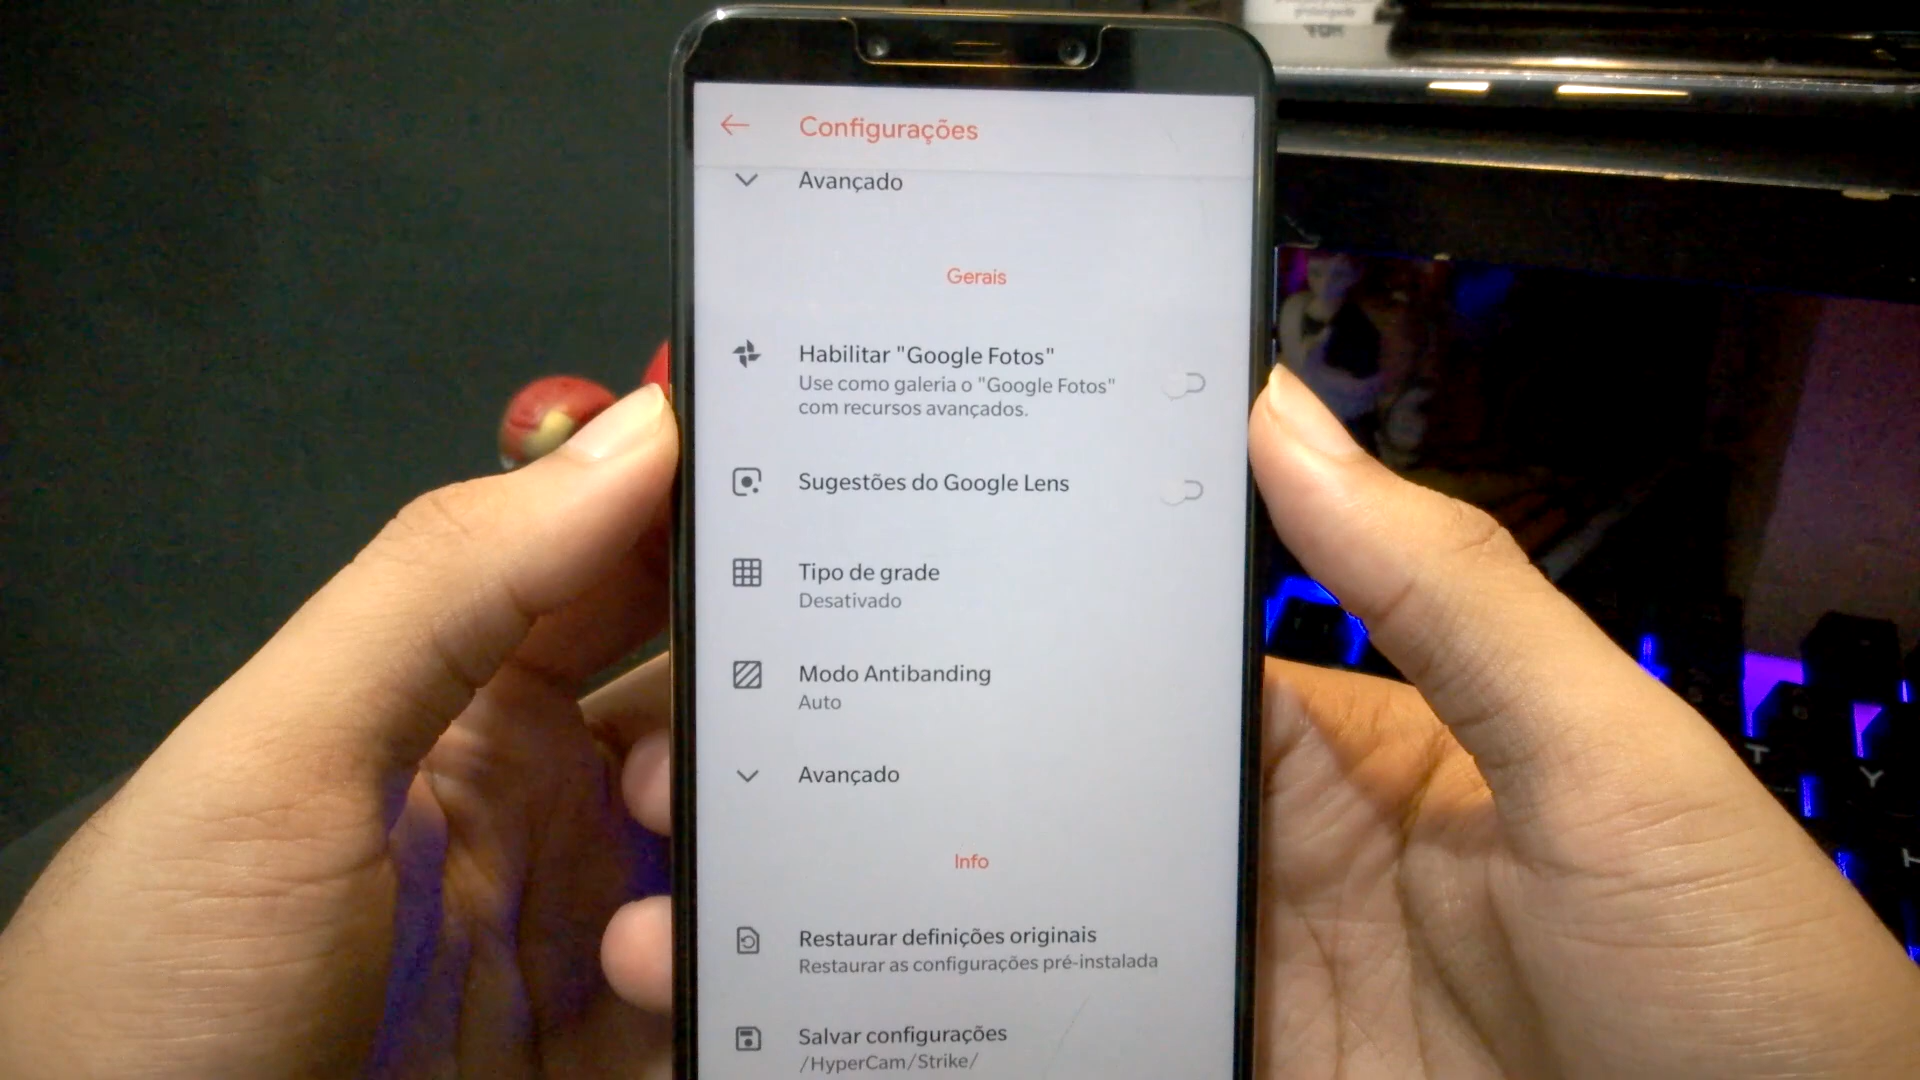 Configurações
Avançado
Gerais
Habilitar "Google Fotos"
Use como galeria o "Google Fotos"
com recursos avançados.
Sugestões do Google Lens
Tipo de grade
Desativado
Modo Antibanding
Auto
Avançado
Info
Restaurar definições originais
Restaurar as configurações pré-instalada
Salvar configurações
/HyperCam/Strike/
T
Y
H